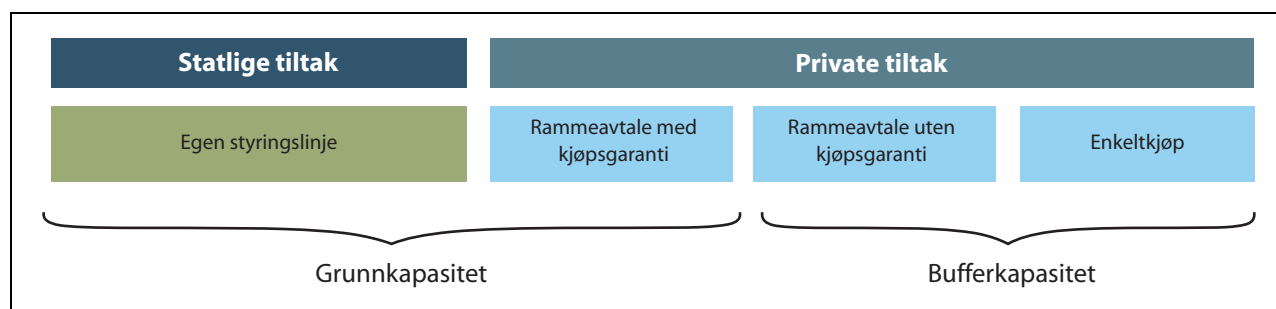 Statlige tiltak
Private tiltak
Egen styringslinje
Rammeavtale med
kjøpsgaranti
Rammeavtale uten
kjøpsgaranti
Enkeltkjøp
Grunnkapasitet
Bufferkapasitet